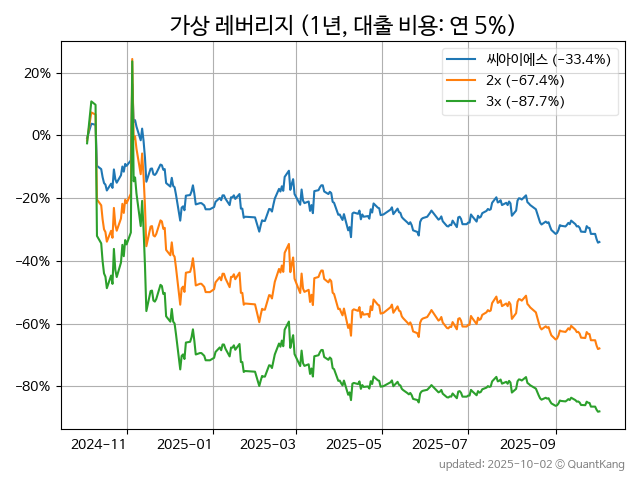 가상 레버리지 (1년, 대출 비용: 연 5%)
씨아이에스 (−33.4%)
2x (−67.4%)
3x (−87.7%)
20%
0%
−20%
−40%
−60%
−80%
2024-11
2025-01
2025-03
2025-05
2025-07
2025-09
updated: 2025-10-02 © QuantKang